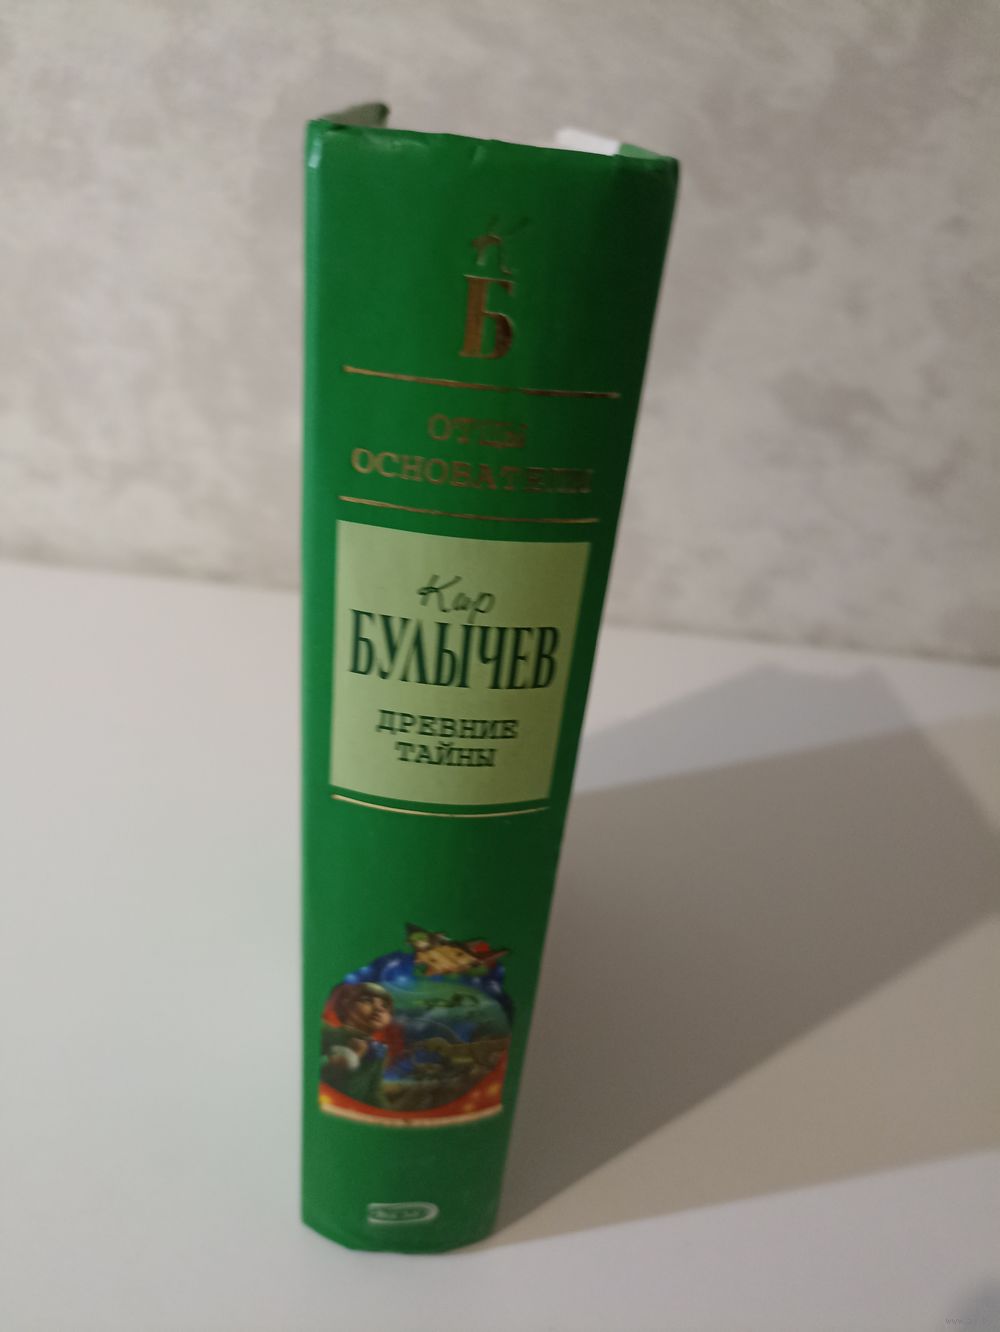 К
Б
ОТЦЫ
ОСНОВАТЕЛИ
Кир
БУЛЫЧЕВ
ДРЕВНИЕ
ТАЙНЫ